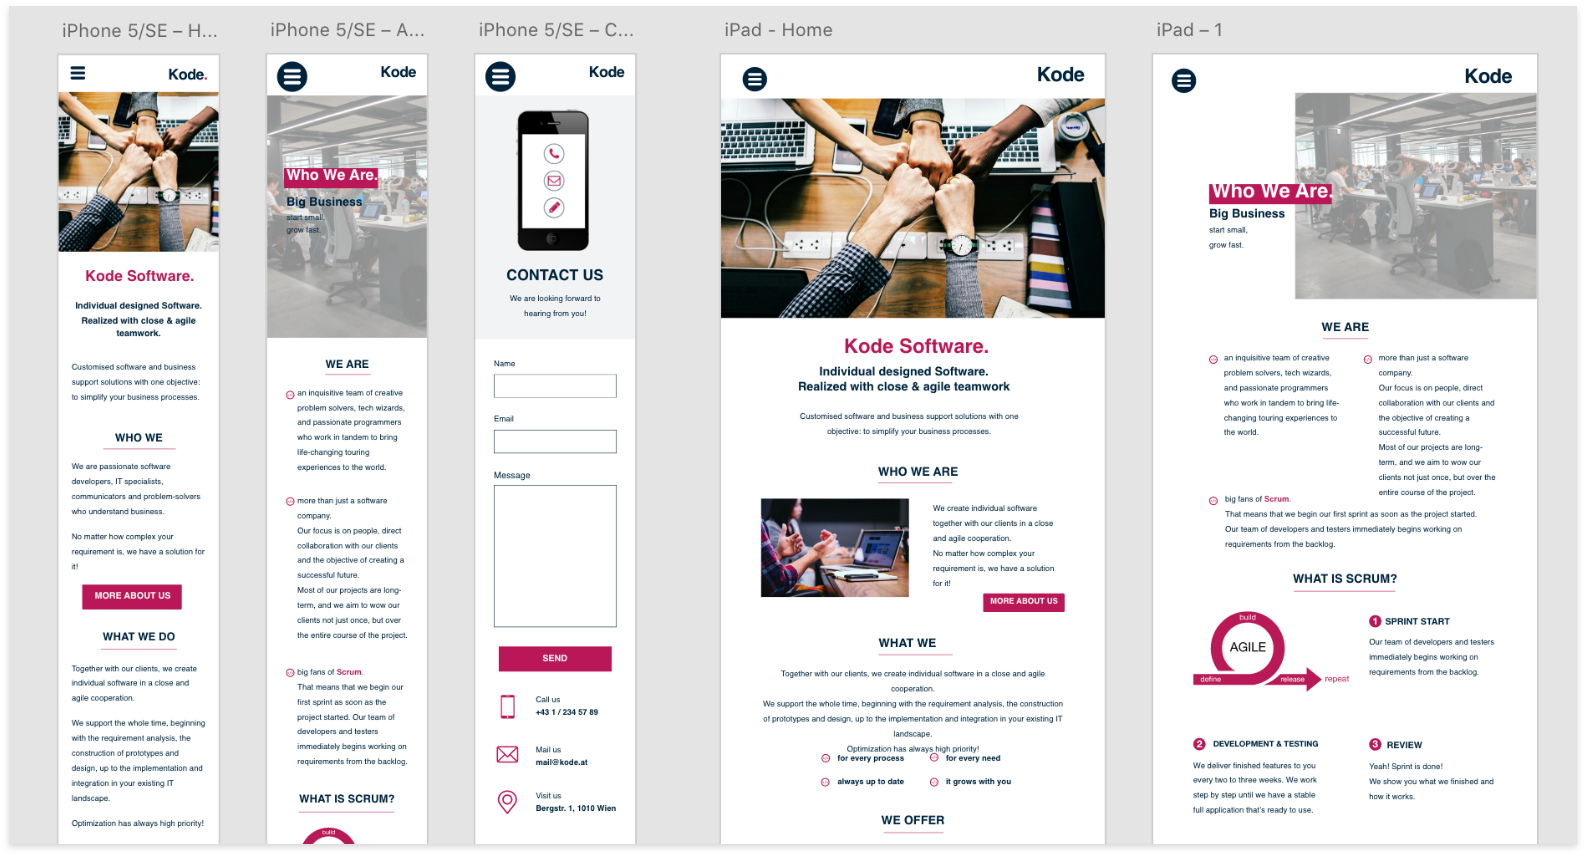 iPhone 5/SE – H...
Kode.
Kode Software.
Individual designed Software.
Realized with close & agile
teamwork.
Customised software and business
support solutions with one objective:
to simplify your business processes.
WHO WE
We are passionate software
developers, IT specialists,
communicators and problem-solvers
who understand business.
No matter how complex your
requirement is, we have a solution for
it!
MORE ABOUT US
WHAT WE DO
Together with our clients, we create
individual software in a close and
agile cooperation.
We support the whole time, beginning
with the requirement analysis, the
construction of prototypes and
design, up to the implementation and
integration in your existing IT
landscape.
Optimization has always high priority!
iPhone 5/SE – A...
Kode
Who We Are.
Big Business
start small,
grow fast.
WE ARE
an inquisitive team of creative
problem solvers, tech wizards,
and passionate programmers
who work in tandem to bring
life-changing touring
experiences to the world.
more than just a software
company.
Our focus is on people, direct
collaboration with our clients
and the objective of creating a
successful future.
Most of our projects are long-
term, and we aim to wow our
clients not just once, but over
the entire course of the project.
big fans of Scrum.
That means that we begin our
first sprint as soon as the
project started. Our team of
developers and testers
immediately begins working on
requirements from the backlog.
WHAT IS SCRUM?
build
iPhone 5/SE – C...
Kode
CONTACT US
We are looking forward to
hearing from you!
Name
Email
Message
SEND
Call us
+43 1 / 234 57 89
Mail us
mail@kode.at
Visit us
Bergstr. 1, 1010 Wien
iPad - Home
Kode
Kode Software.
Individual designed Software.
Realized with close & agile teamwork
Customised software and business support solutions with one
objective: to simplify your business processes.
WHO WE ARE
We create individual software
together with our clients in a close
and agile cooperation.
No matter how complex your
requirement is, we have a solution
for it!
MORE ABOUT US
WHAT WE
Together with our clients, we create individual software in a close and agile
cooperation.
We support the whole time, beginning with the requirement analysis, the construction
of prototypes and design, up to the implementation and integration in your existing IT
landscape.
Optimization has always high priority!
for every process
for every need
always up to date
it grows with you
WE OFFER
iPad – 1
Kode
Who We Are.
Big Business
start small,
grow fast.
WE ARE
an inquisitive team of creative
problem solvers, tech wizards,
and passionate programmers
who work in tandem to bring life-
changing touring experiences to
the world.
more than just a software
company.
Our focus is on people, direct
collaboration with our clients and
the objective of creating a
successful future.
Most of our projects are long-
term, and we aim to wow our
clients not just once, but over the
entire course of the project.
big fans of Scrum.
That means that we begin our first sprint as soon as the project started.
Our team of developers and testers immediately begins working on
requirements from the backlog.
WHAT IS SCRUM?
build
AGILE
define
release
repeat
1 SPRINT START
Our team of developers and testers
immediately begins working on
requirements from the backlog.
2 DEVELOPMENT & TESTING
We deliver finished features to you
every two to three weeks. We work
step by step until we have a stable
full application that's ready to use.
3 REVIEW
Yeah! Sprint is done!
We show you what we finished and
how it works.